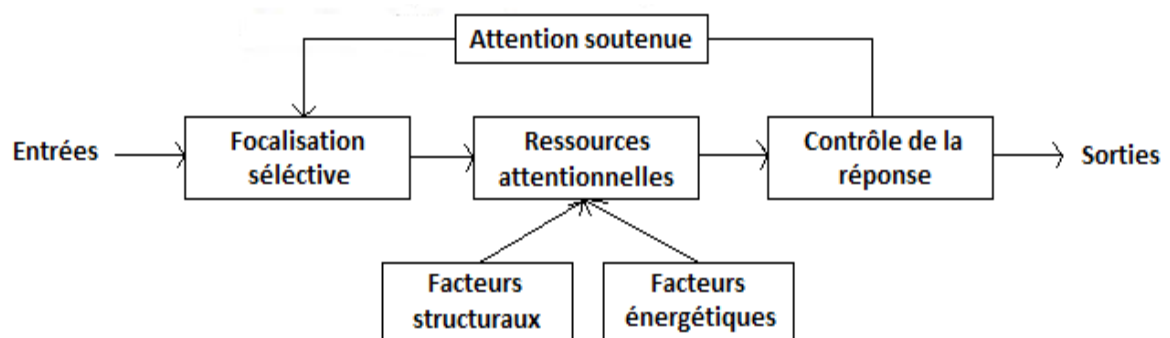 Attention soutenue
Entrées
Focalisation
séléctive
Ressources
attentionnelles
Contrôle de la
réponse
Sorties
Facteurs
structuraux
Facteurs
énergétiques